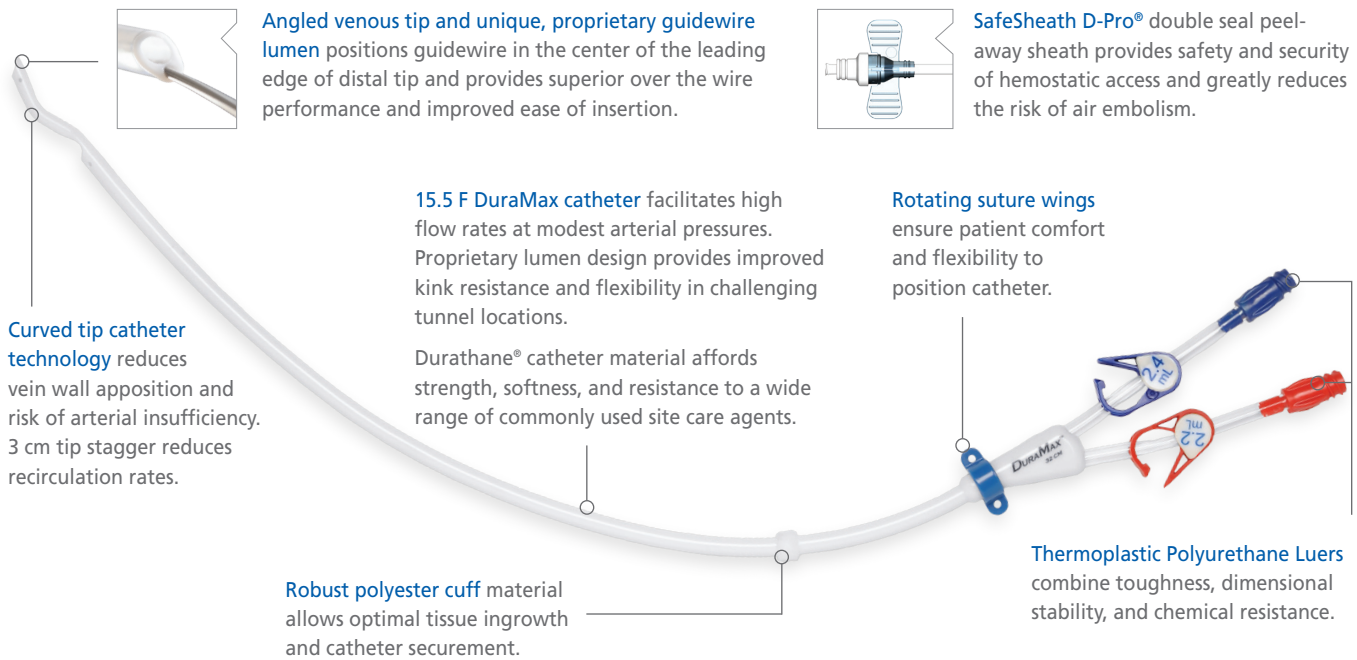 Angled venous tip and unique, proprietary guidewire
lumen positions guidewire in the center of the leading
edge of distal tip and provides superior over the wire
performance and improved ease of insertion.
SafeSheath D-Pro® double seal peel-
away sheath provides safety and security
of hemostatic access and greatly reduces
the risk of air embolism.
15.5 F DuraMax catheter facilitates high
flow rates at modest arterial pressures.
Proprietary lumen design provides improved
kink resistance and flexibility in challenging
tunnel locations.
Durathane® catheter material affords
strength, softness, and resistance to a wide
range of commonly used site care agents.
Rotating suture wings
ensure patient comfort
and flexibility to
position catheter.
Curved tip catheter
technology reduces
vein wall apposition and
risk of arterial insufficiency.
3 cm tip stagger reduces
recirculation rates.
2.4
mL
2.2
mL
DURAMAX™
32 CM
Thermoplastic Polyurethane Luers
combine toughness, dimensional
stability, and chemical resistance.
Robust polyester cuff material
allows optimal tissue ingrowth
and catheter securement.